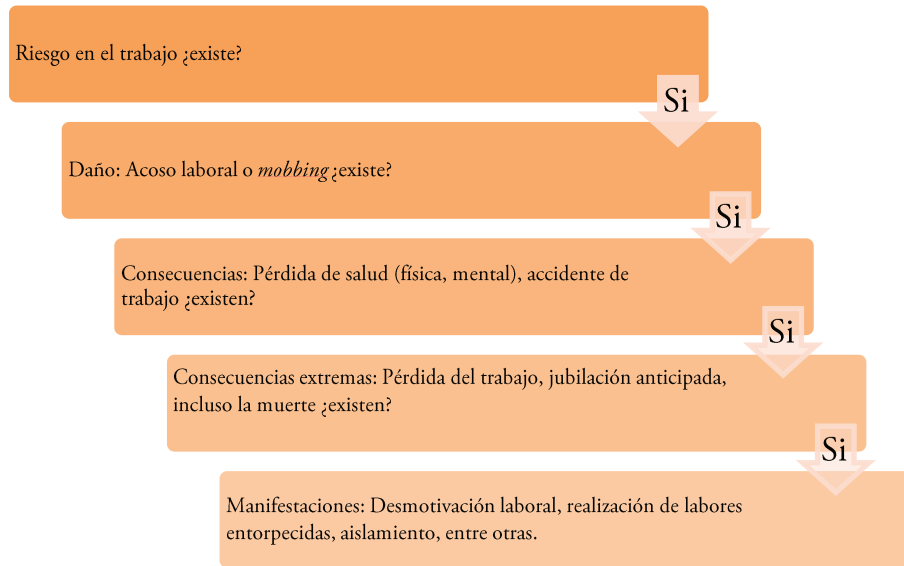 Riesgo en el trabajo ¿existe?
Si
Daño: Acoso laboral o mobbing ¿existe?
Si
Consecuencias: Pérdida de salud (física, mental), accidente de
trabajo ¿existen?
Si
Consecuencias extremas: Pérdida del trabajo, jubilación anticipada,
incluso la muerte ¿existen?
Si
Manifestaciones: Desmotivación laboral, realización de labores
entorpecidas, aislamiento, entre otras.